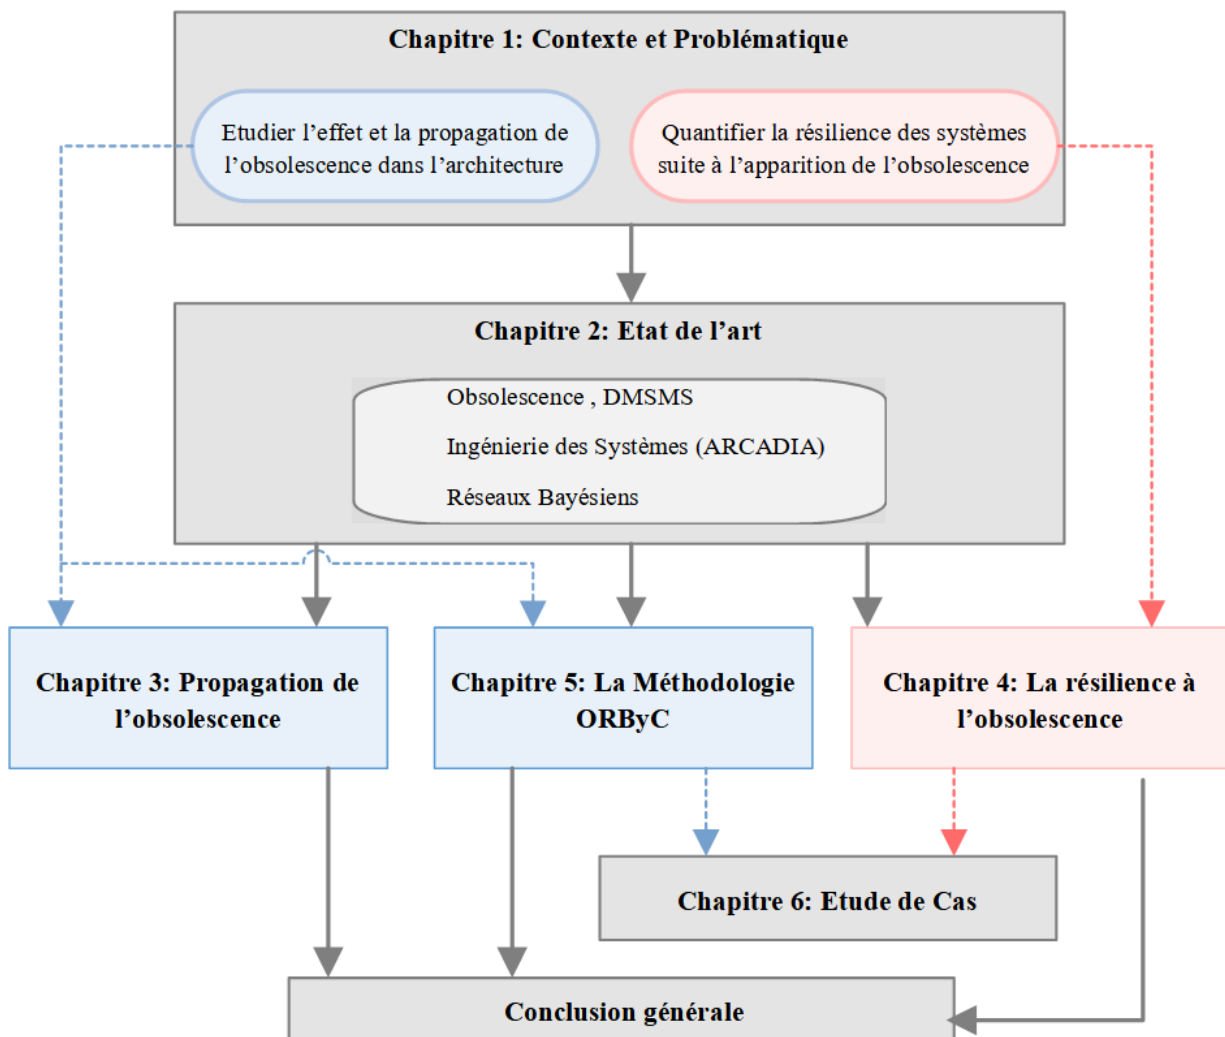 Chapitre 1: Contexte et Problématique
Etudier l’effet et la propagation de
l’obsolescence dans l’architecture
Quantifier la résilience des systèmes
suite à l’apparition de l’obsolescence
Chapitre 2: Etat de l’art
Obsolescence , DMSMS
Ingénierie des Systèmes (ARCADIA)
Réseaux Bayésiens
Chapitre 3: Propagation de
l’obsolescence
Chapitre 5: La Méthodologie
ORByC
Chapitre 4: La résilience à
l’obsolescence
Chapitre 6: Etude de Cas
Conclusion générale